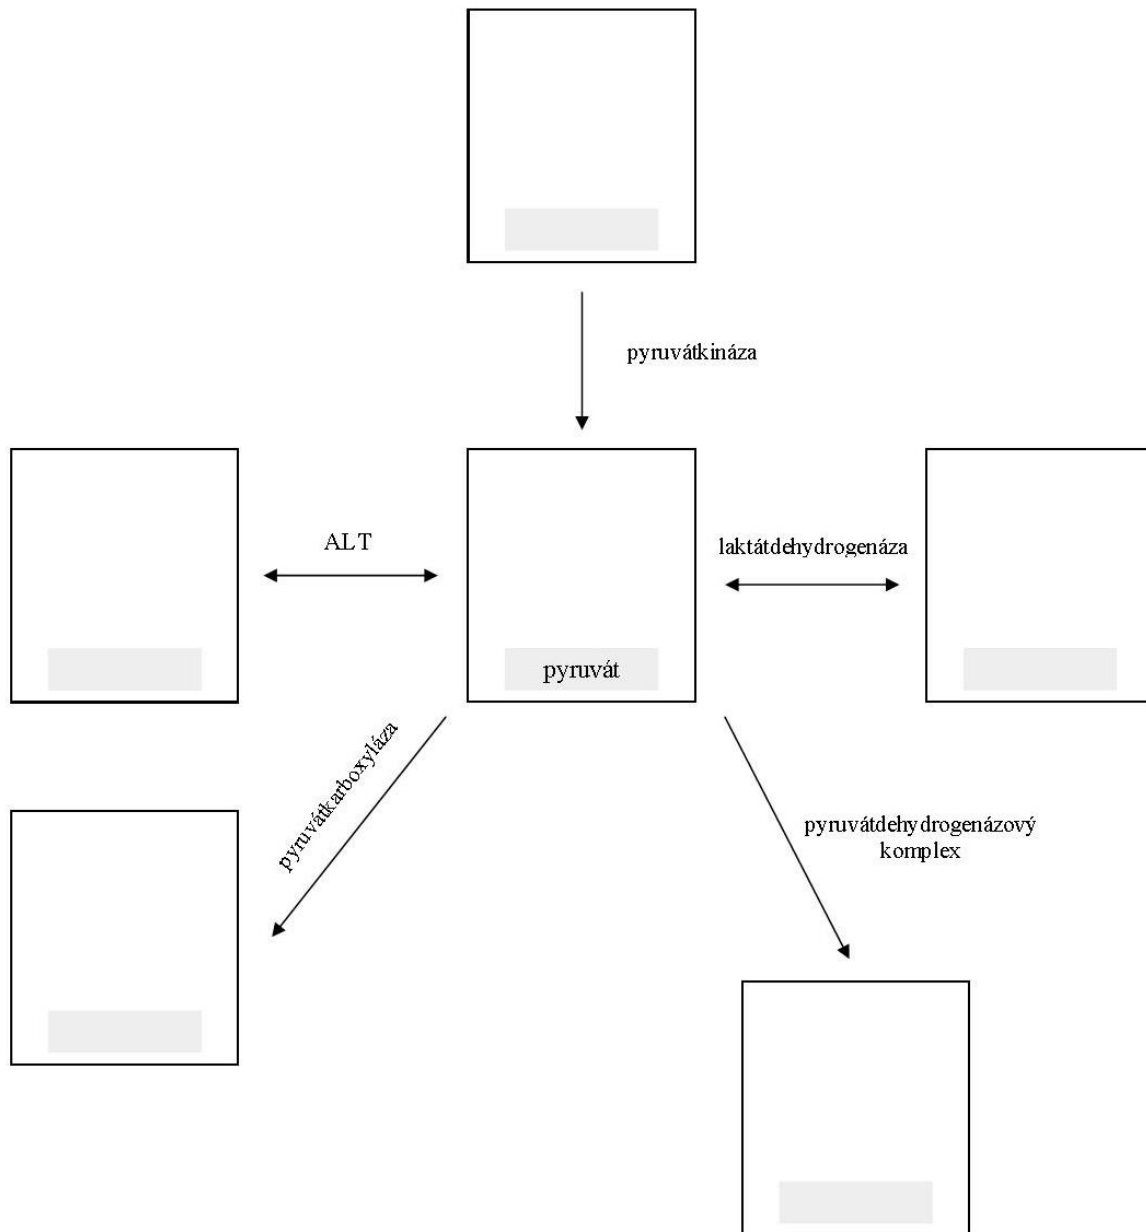 pyruvátkináza
ALT
laktátdehydrogenáza
pyruvát
pyruvátkarboxyláza
pyruvátdehydrogenázový
komplex